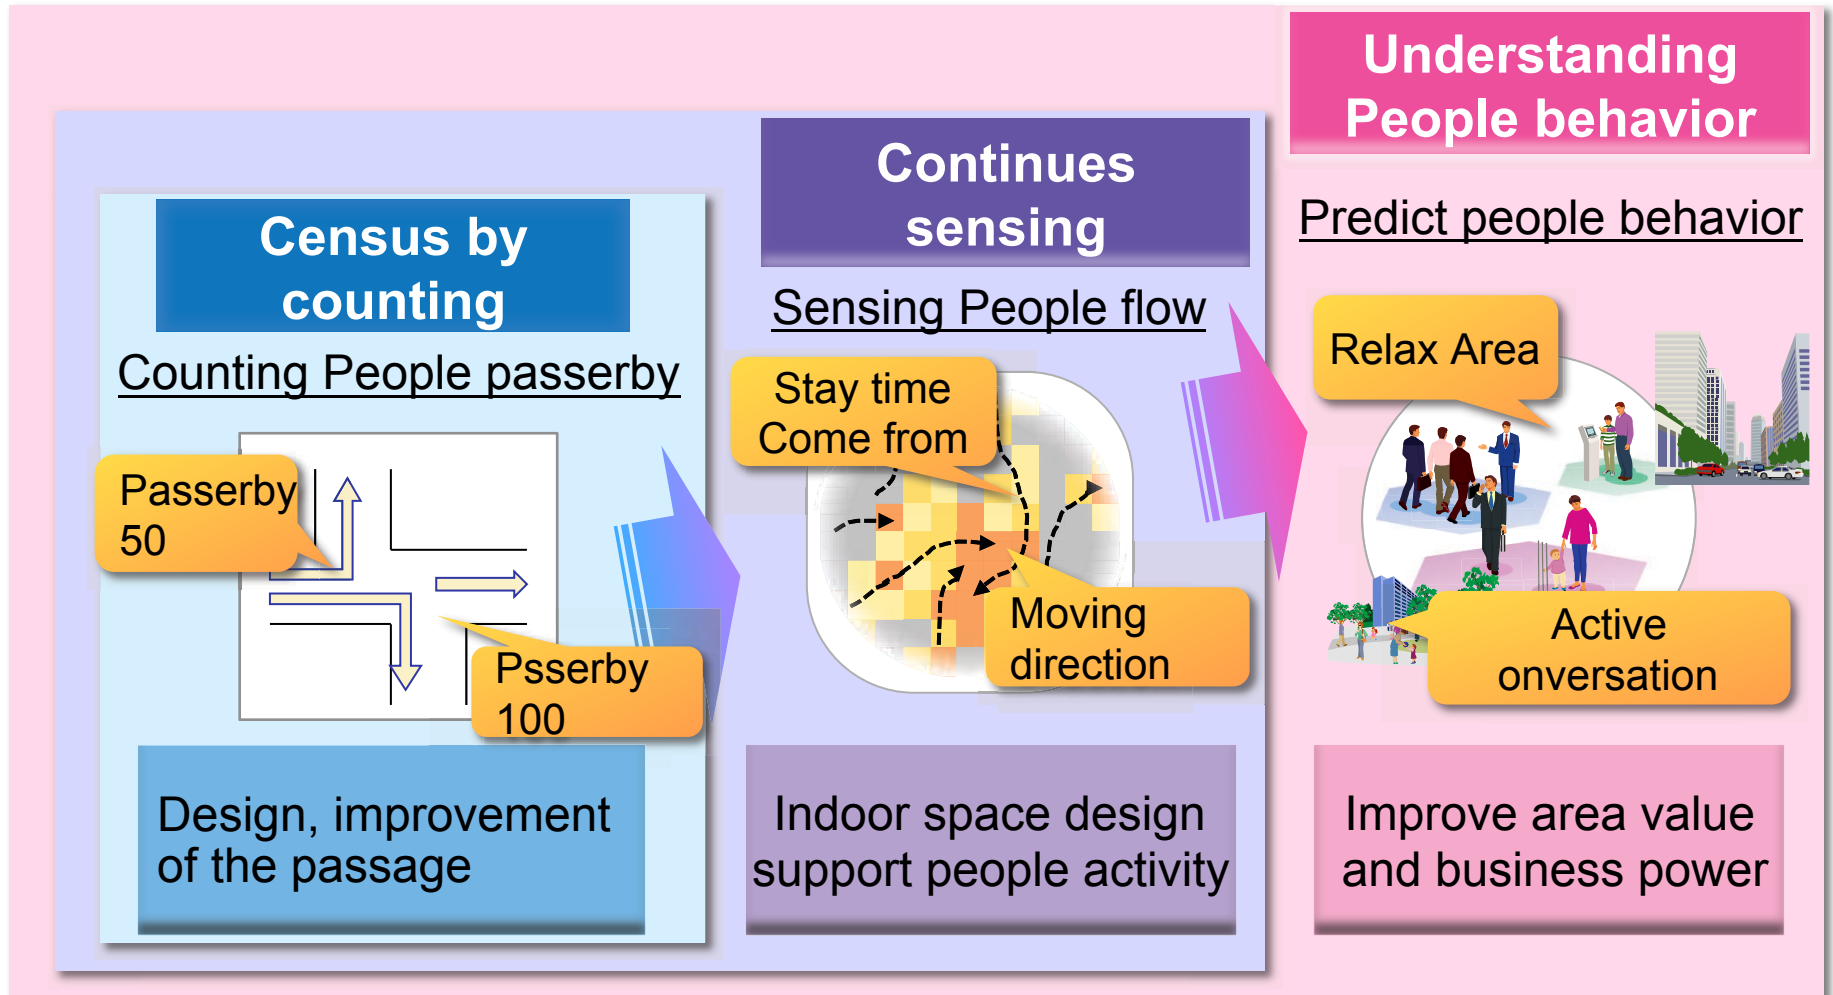 Understanding
People behavior
Continues
sensing
Census by
counting
Predict people behavior
Sensing People flow
Counting People passerby
Relax Area
Stay time
Come from
Passerby
50
Moving
direction
Active
onversation
Psserby
100
Design, improvement
of the passage
Indoor space design
support people activity
Improve area value
and business power